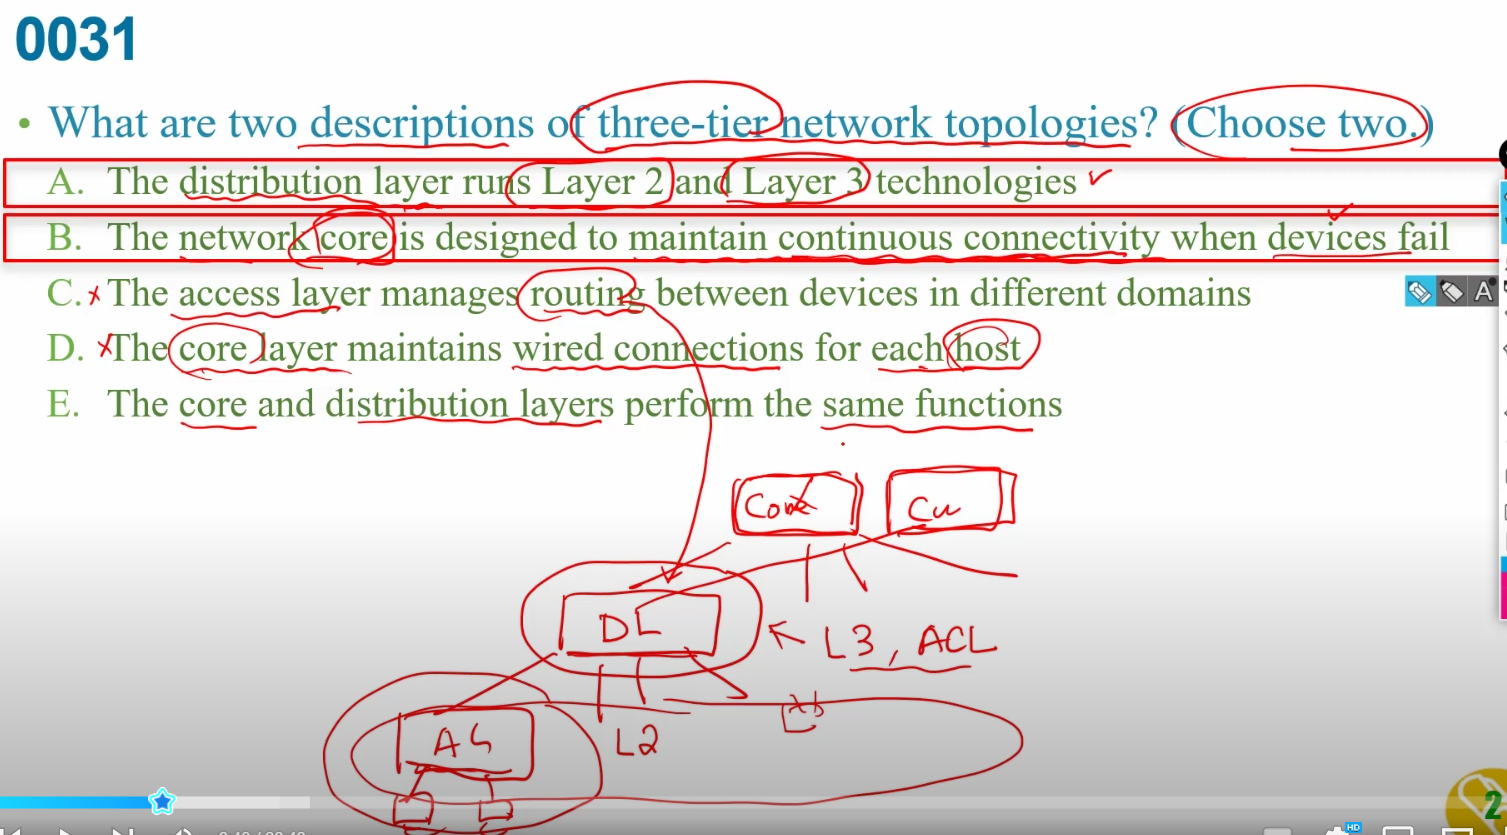 0031
• What are two descriptions of three-tier network topologies? (Choose two.)
A. The distribution layer runs Layer 2 and Layer 3 technologies
B. The network core is designed to maintain continuous connectivity when devices fail
C. The access layer manages routing between devices in different domains
D. The core layer maintains wired connections for each host
E. The core and distribution layers perform the same functions
A
Core
DL
L3, ACL
L2
HD
2